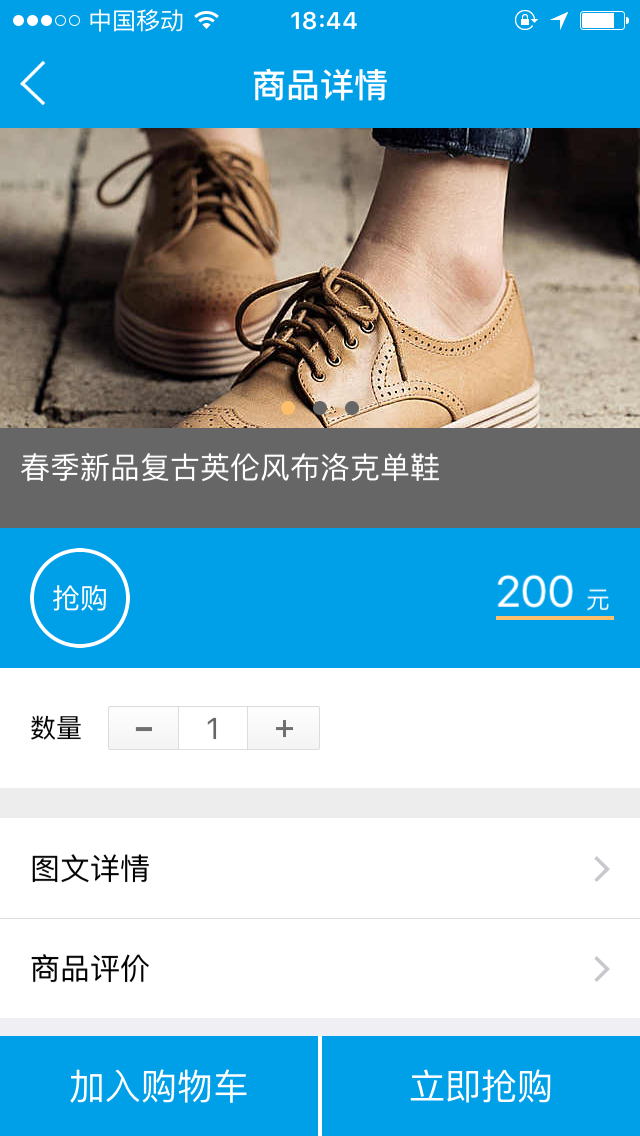 中国移动 18:44
商品详情
春季新品复古英伦风布洛克单鞋
抢购 200 元
数量 1
图文详情
商品评价
加入购物车 立即抢购